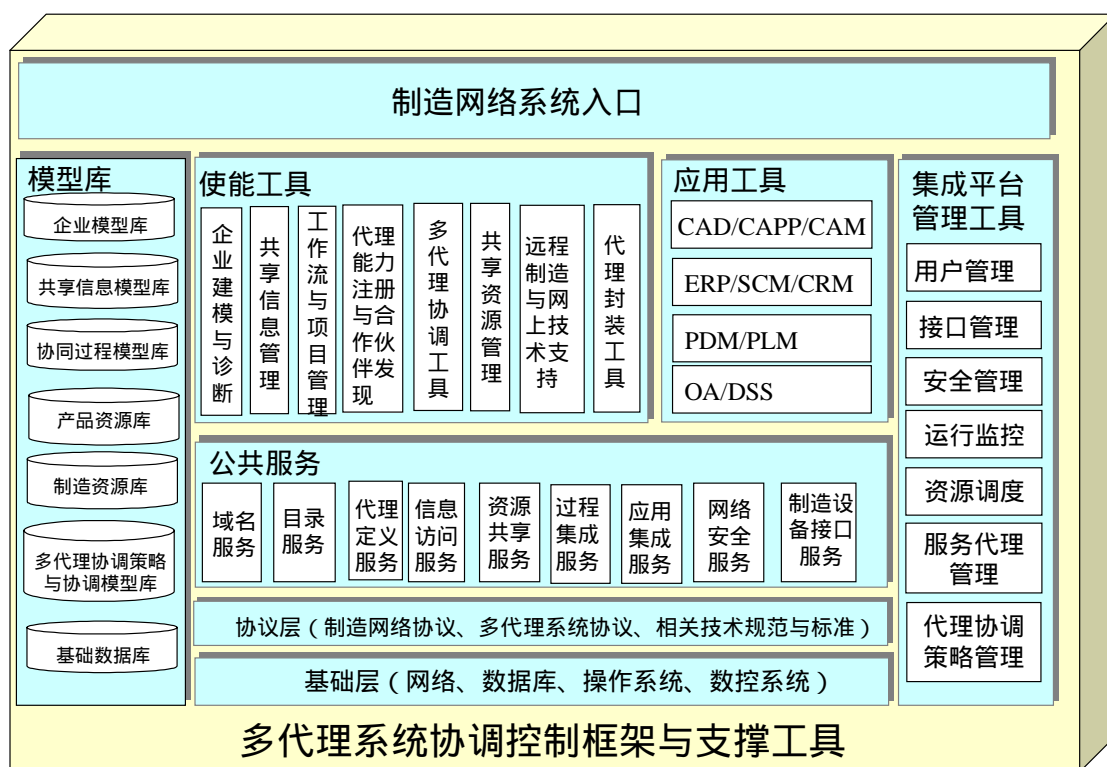 制造网络系统入口
模型库
企业模型库
共享信息模型库
协同过程模型库
产品资源库
制造资源库
多代理协调策略
与协调模型库
基础数据库
使能工具
企业建模与诊断
共享信息管理
工作流与项目管理
代理
能力
注册
与合
作伙
伴发
现
多代理协调工具
共享资源管理
远程
制造
与网
上技
术支
持
代理封装工具
应用工具
CAD/CAPP/CAM
ERP/SCM/CRM
PDM/PLM
OA/DSS
公共服务
域名
服务
目录
服务
代理
定义
服务
信息
访问
服务
资源
共享
服务
过程
集成
服务
应用
集成
服务
网络
安全
服务
制造设
备接口
服务
协议层（制造网络协议、多代理系统协议、相关技术规范与标准）
基础层（网络、数据库、操作系统、数控系统）
集成平台
管理工具
用户管理
接口管理
安全管理
运行监控
资源调度
服务代理
管理
代理协调
策略管理
多代理系统协调控制框架与支撑工具